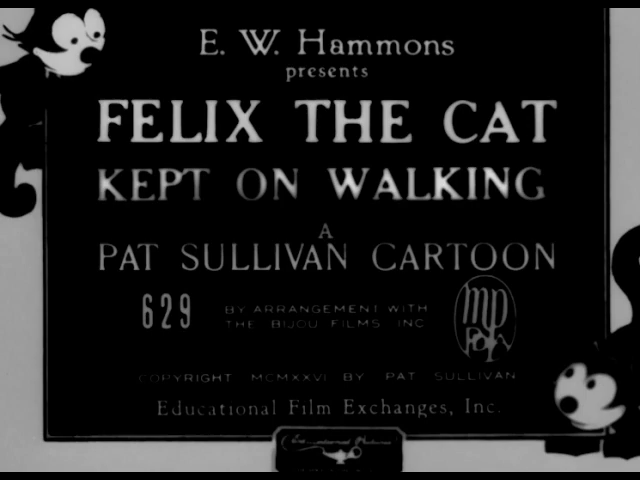 E. W. Hammons
presents
FELIX THE CAT
KEPT ON WALKING
A
PAT SULLIVAN CARTOON
629
BY ARRANGEMENT WITH
THE BIJOU FILMS INC
COPYRIGHT MCMXXVI BY PAT SULLIVAN
Educational Film Exchanges, Inc.